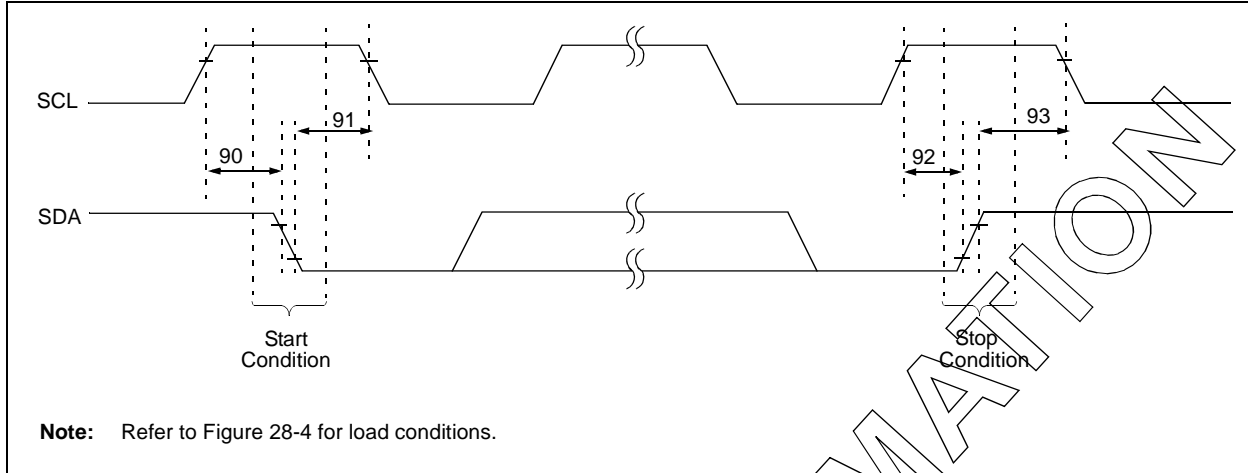 SCL
91
93
90
92
SDA
Start
Condition
Stop
Condition
Note: Refer to Figure 28-4 for load conditions.
MATION